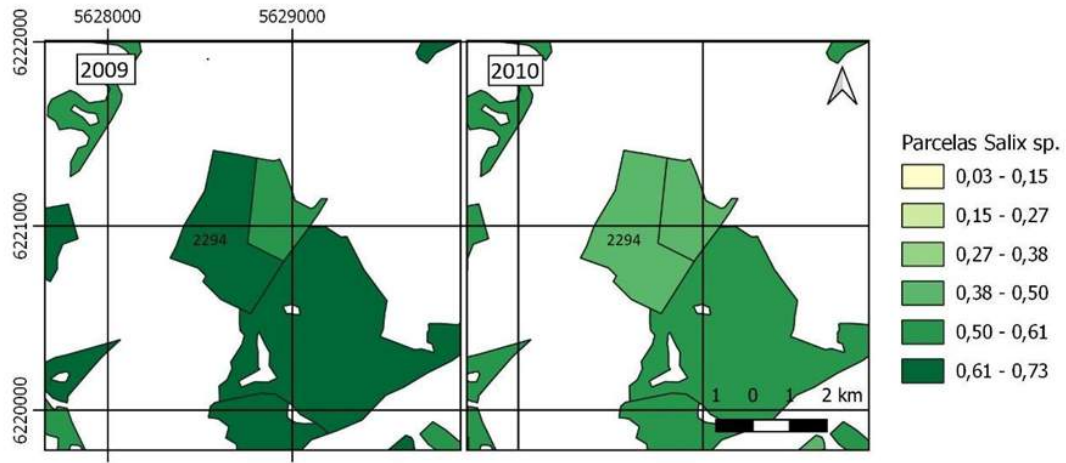 5628000
5629000
6222000
2009
2010
2294
2294
6221000
6220000
1 0 1 2 km
Parcelas Salix sp.
0,03 - 0,15
0,15 - 0,27
0,27 - 0,38
0,38 - 0,50
0,50 - 0,61
0,61 - 0,73